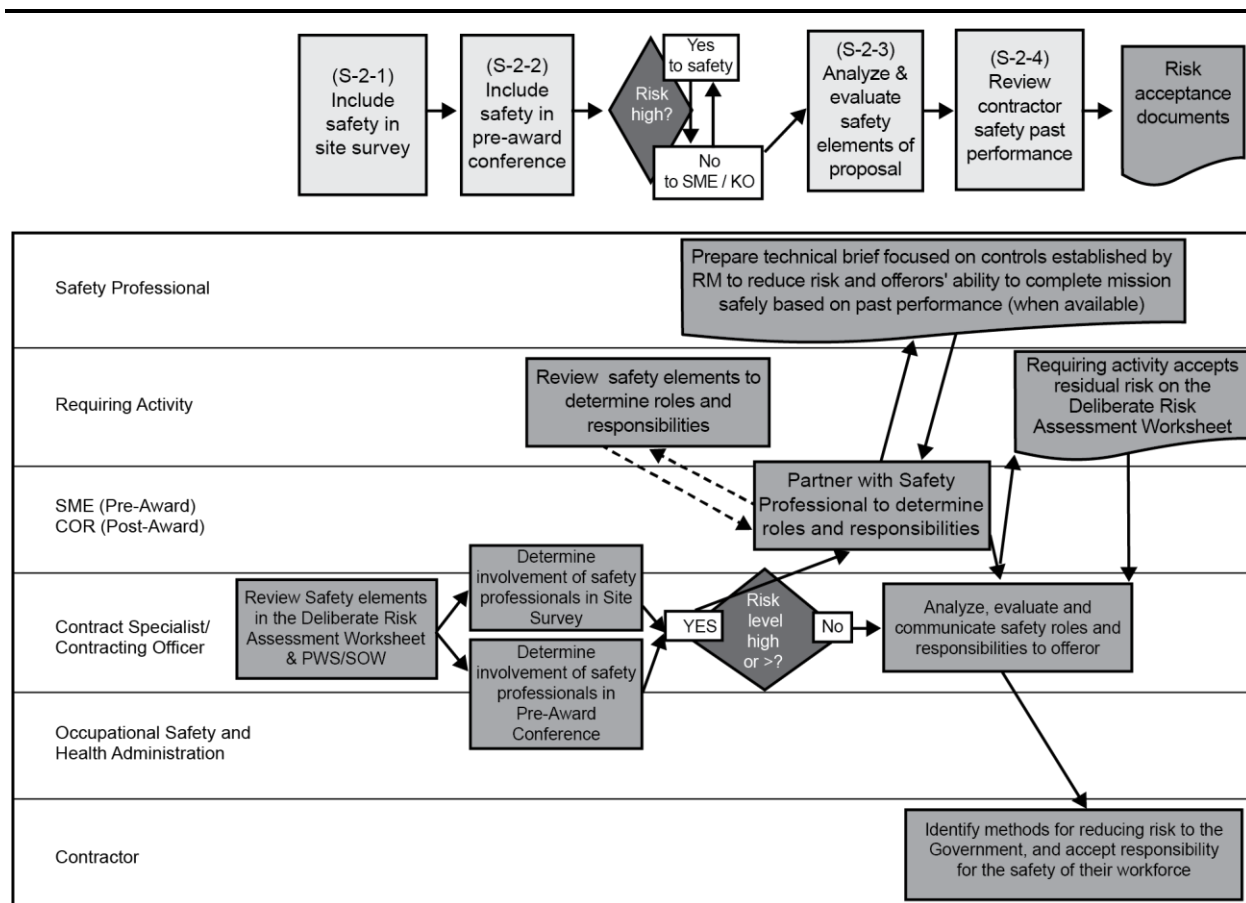 (S-2-1)
Include
safety in
site survey
(S-2-2)
Include
safety in
pre-award
conference
Risk
high?
Yes
to safety
No
to SME / KO
(S-2-3)
Analyze &
evaluate
safety
elements of
proposal
(S-2-4)
Review
contractor
safety past
performance
Risk
acceptance
documents
Safety Professional
Prepare technical brief focused on controls established by
RM to reduce risk and offerors' ability to complete mission
safely based on past performance (when available)
Requiring Activity
Review safety elements to
determine roles and
responsibilities
Requiring activity accepts
residual risk on the
Deliberate Risk
Assessment Worksheet
SME (Pre-Award)
COR (Post-Award)
Partner with Safety
Professional to determine
roles and responsibilities
Contract Specialist/
Contracting Officer
Review Safety elements
in the Deliberate Risk
Assessment Worksheet
& PWS/SOW
Determine
involvement of safety
professionals in Site
Survey
Determine
involvement of safety
professionals in
Pre-Award
Conference
YES
Risk
level
high
or >?
No
Analyze, evaluate and
communicate safety roles and
responsibilities to offeror
Occupational Safety and
Health Administration
Contractor
Identify methods for reducing risk to the
Government, and accept responsibility
for the safety of their workforce